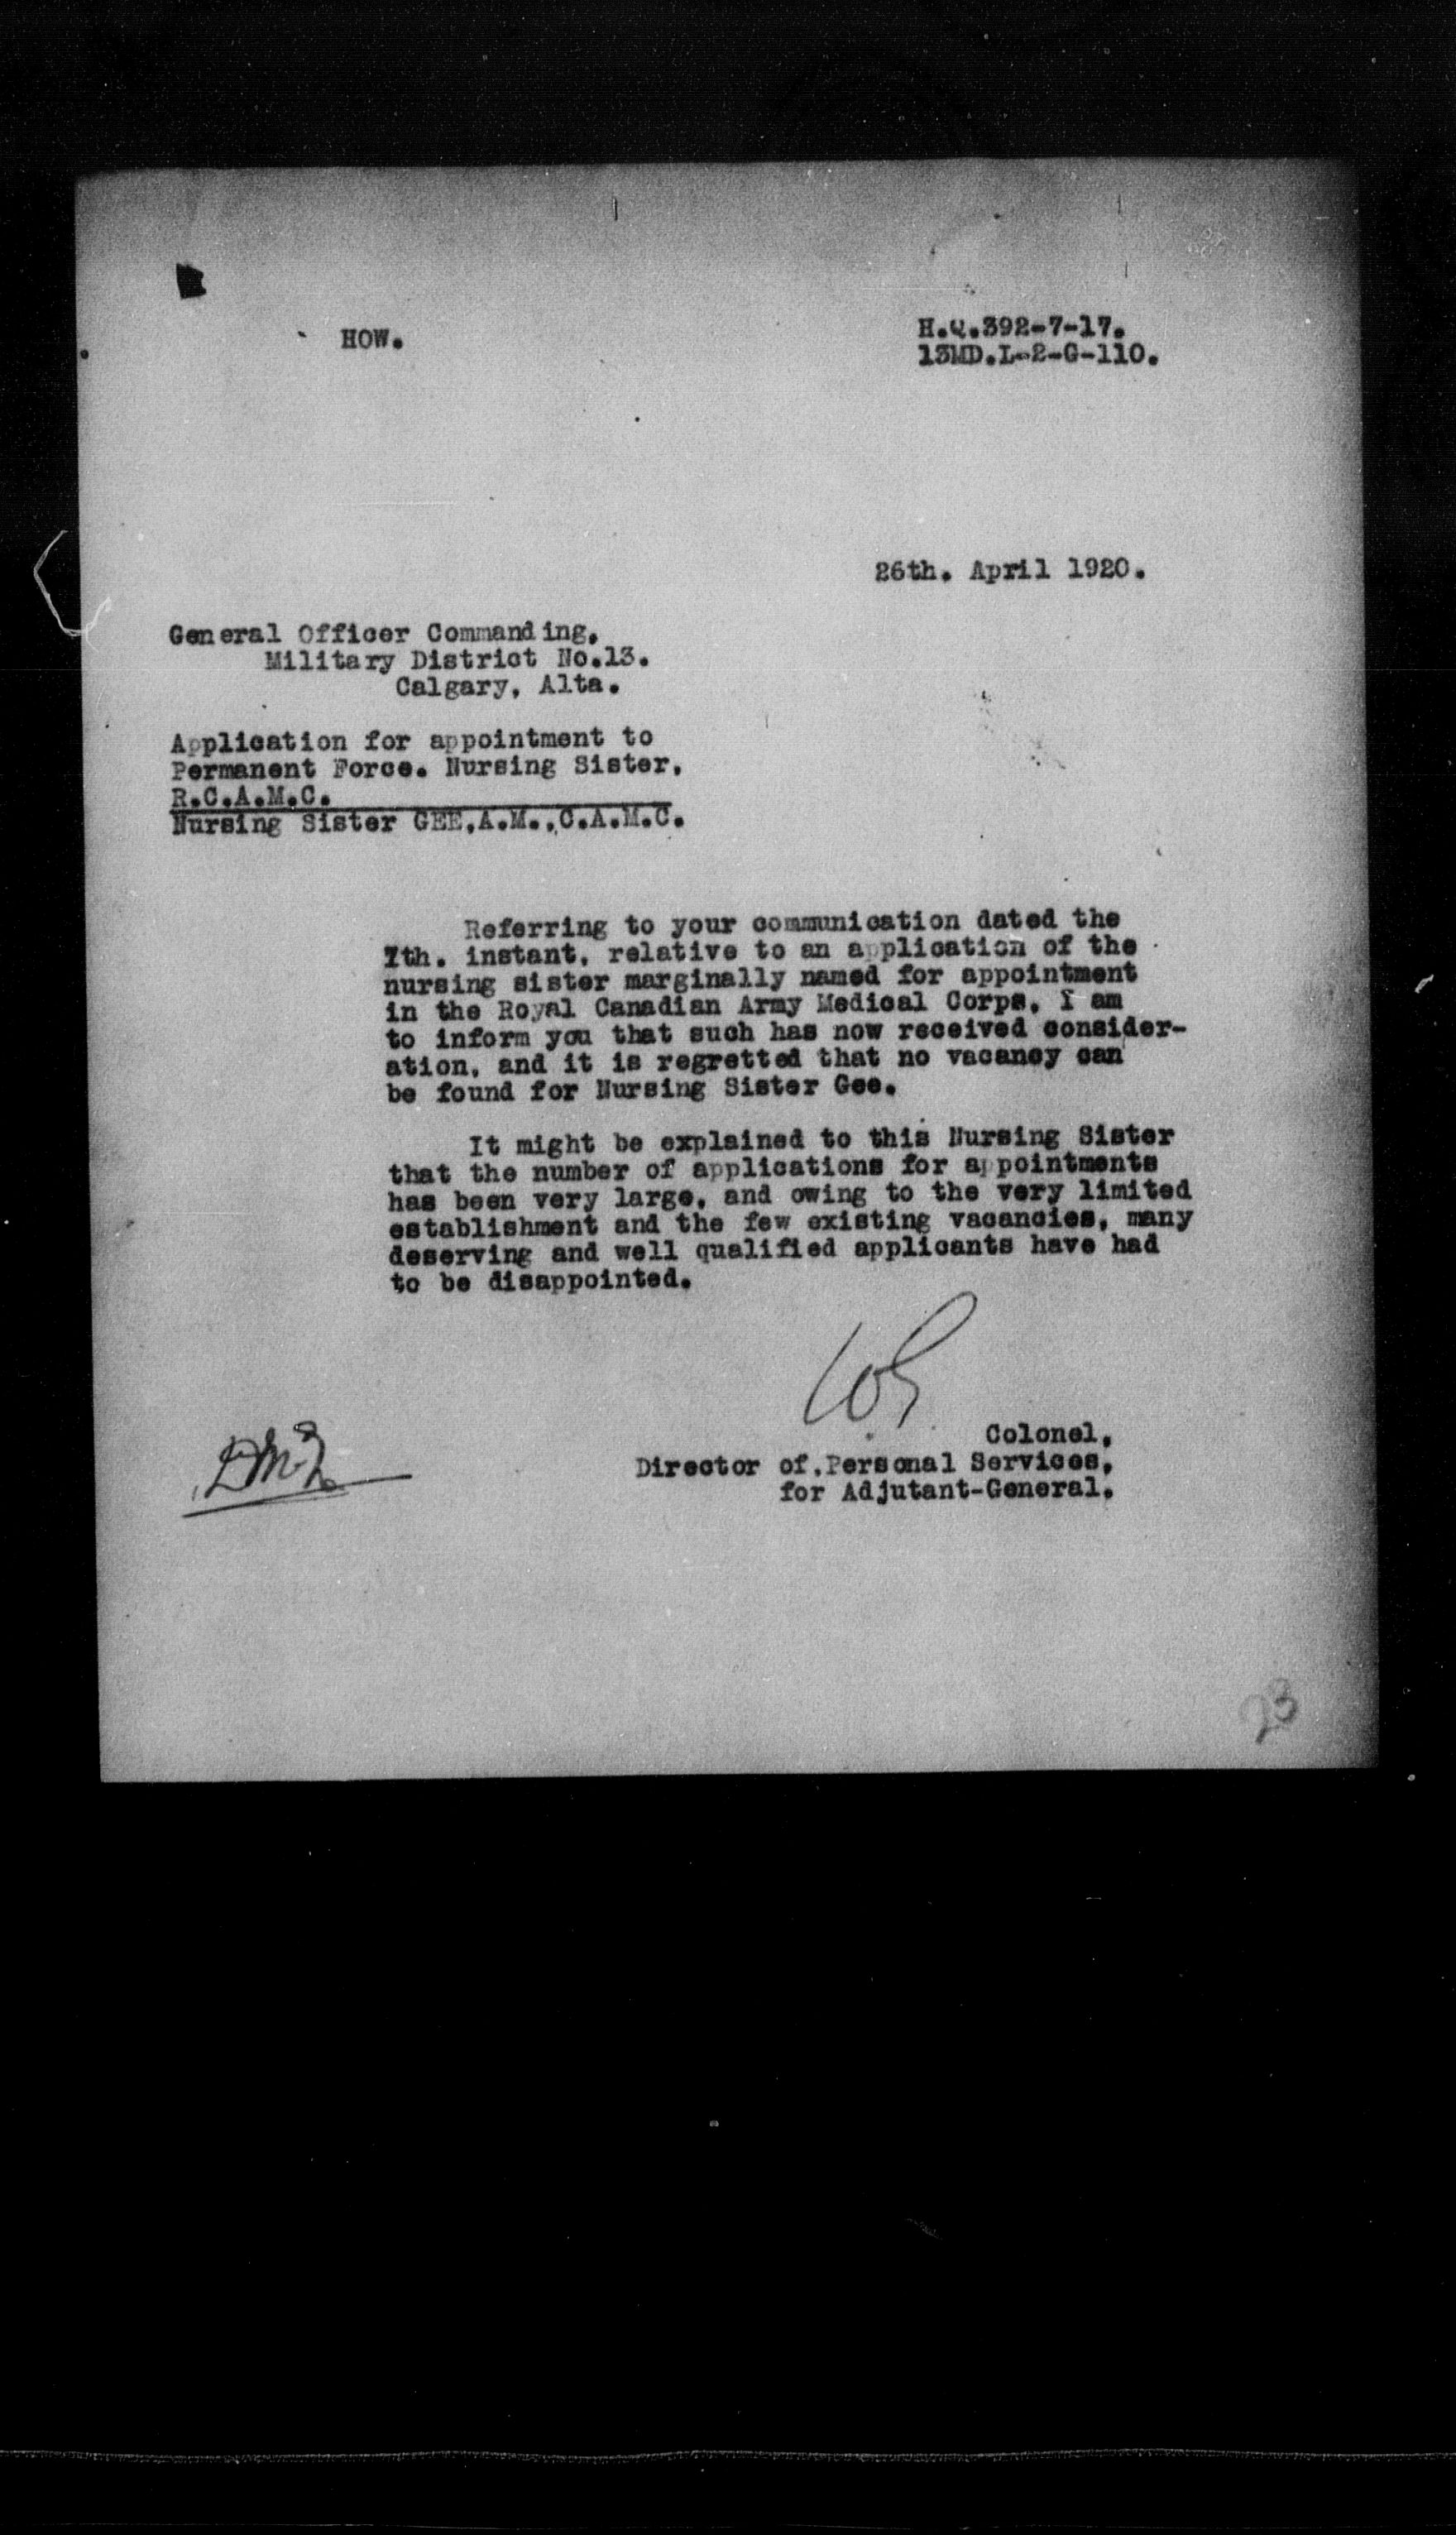 HOW.
H.Q.392-7-17.
13MD.L-2-G-110.
26th. April 1920.
General Officer Commanding,
Military District No.13.
Calgary, Alta.
Application for appointment to
Permanent Force. Nursing Sister,
R.C.A.M.C.
Nursing Sister GEE,A.M.,C.A.M.C.
Referring to your communication dated the
7th. instant, relative to an application of the
nursing sister marginally named for appointment
in the Royal Canadian Army Medical Corps, I am
to inform you that such has now received consider-
ation, and it is regretted that no vacancy can
be found for Nursing Sister Gee.
It might be explained to this Nursing Sister
that the number of applications for appointments
has been very large, and owing to the very limited
establishment and the few existing vacancies, many
deserving and well qualified applicants have had
to be disappointed.
Colonel,
Director of Personal Services,
for Adjutant-General.
23